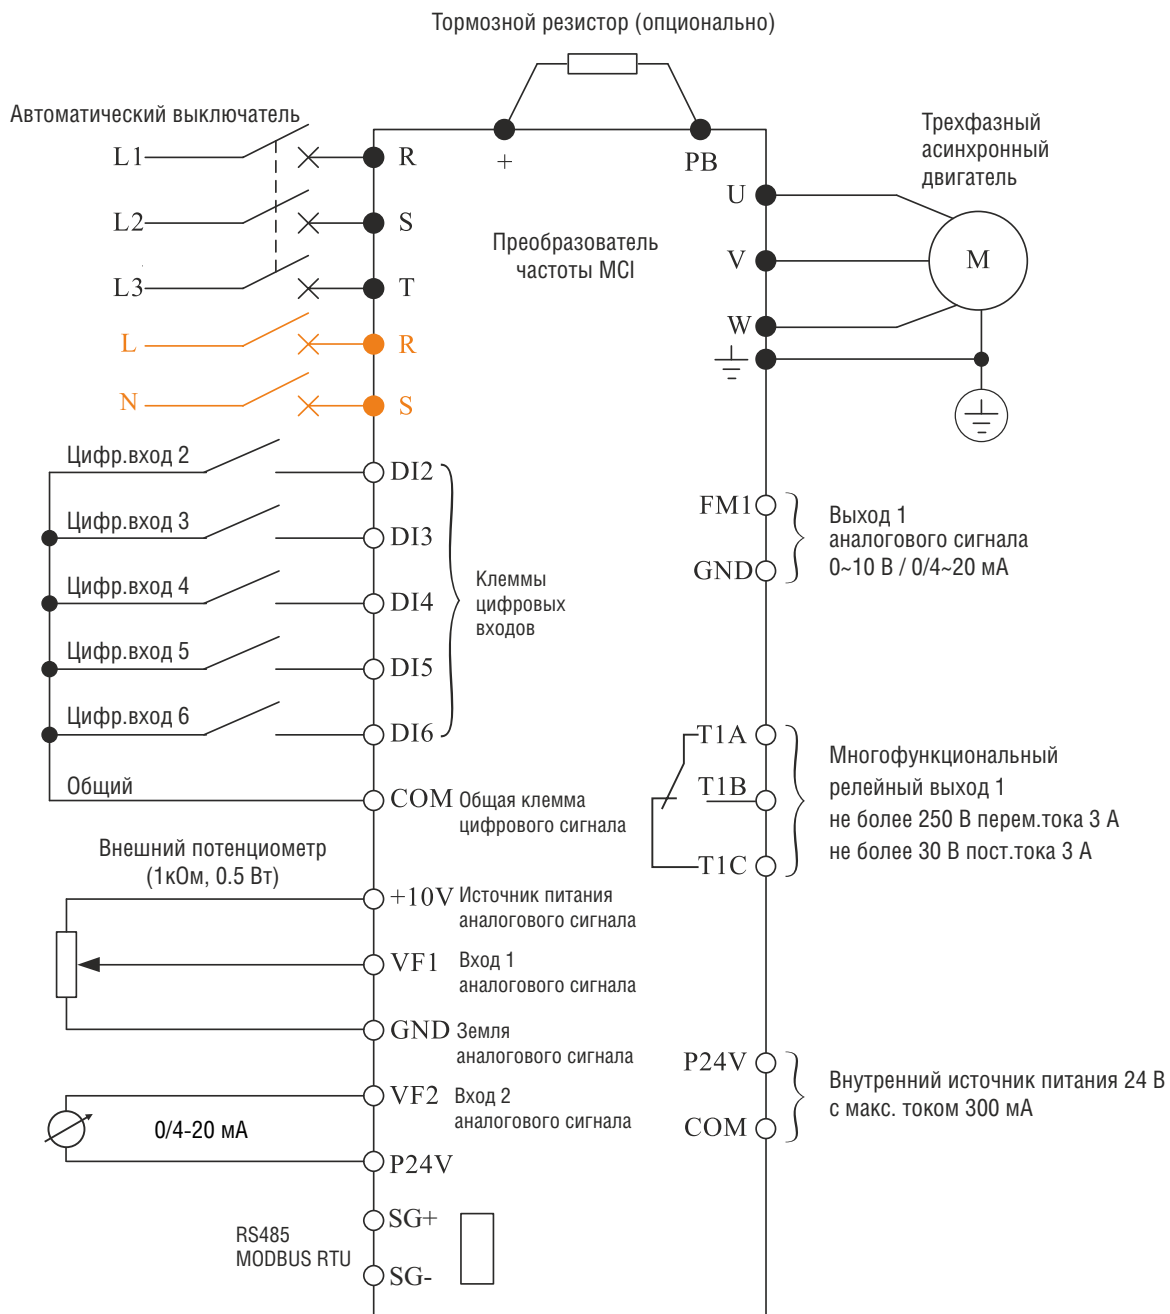 Тормозной резистор (опционально)
Автоматический выключатель
Трехфазный
асинхронный
двигатель
L1
R
+
PB
U
L2
S
Преобразователь
частоты MCI
V
M
L3
T
W
L
R
N
S
Цифр.вход 2
DI2
Цифр.вход 3
DI3
Цифр.вход 4
DI4
Цифр.вход 5
DI5
Цифр.вход 6
DI6
Клеммы
цифровых
входов
Общий
COM
Общая клемма
цифрового сигнала
FM1
GND
Выход 1
аналогового сигнала
0~10 В / 0/4~20 мА
T1A
T1B
T1C
Многофункциональный
релейный выход 1
не более 250 В перем.тока 3 А
не более 30 В пост.тока 3 А
Внешний потенциометр
(1кОм, 0.5 Вт)
+10V
Источник питания
аналогового сигнала
VF1
Вход 1
аналогового сигнала
GND
Земля
аналогового сигнала
VF2
Вход 2
аналогового сигнала
0/4-20 мА
P24V
P24V
COM
Внутренний источник питания 24 В
с макс. током 300 мА
RS485
MODBUS RTU
SG+
SG-